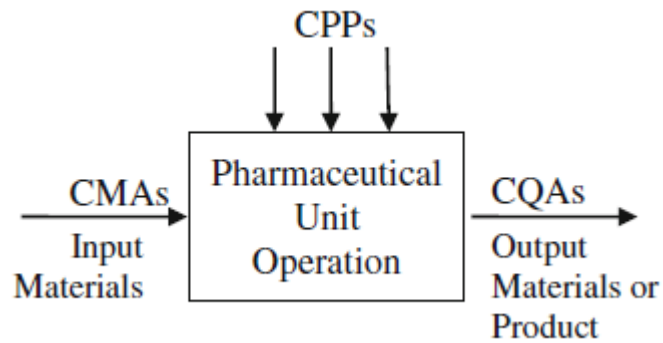 CPPs
CMAs
Input
Materials
Pharmaceutical
Unit
Operation
CQAs
Output
Materials or
Product